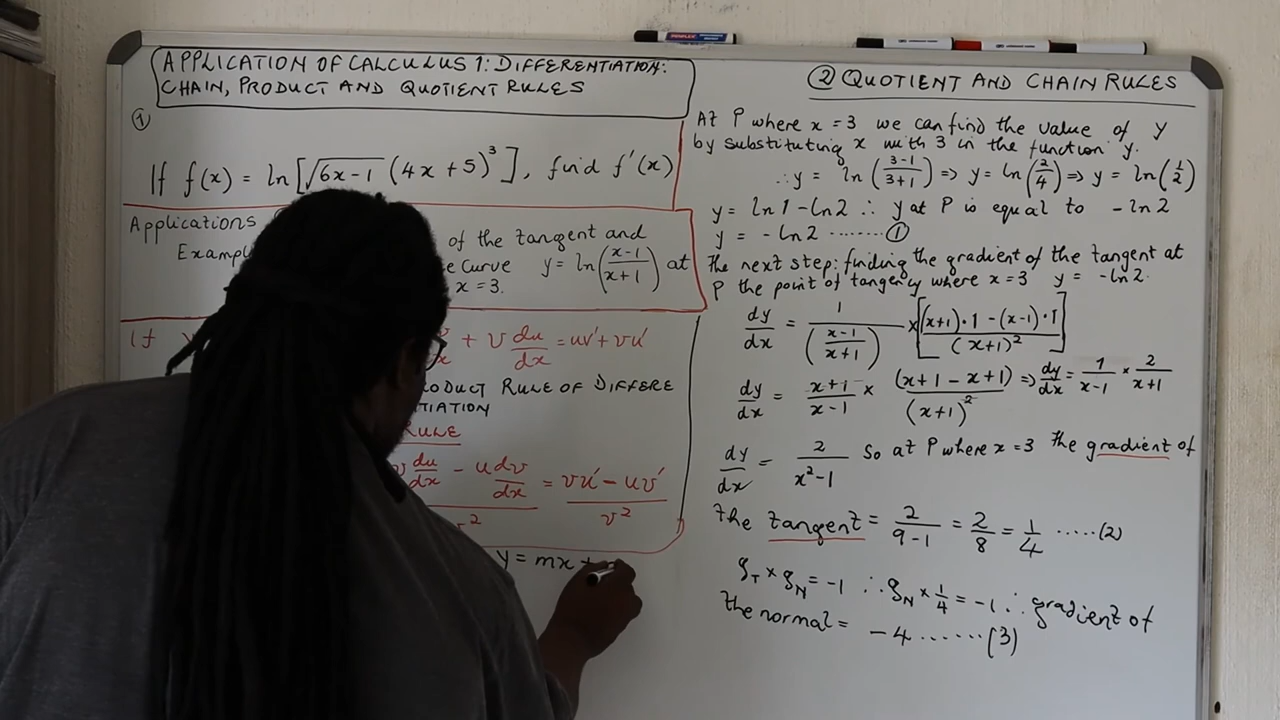 APPLICATION OF CALCULUS 1: DIFFERENTIATION:
CHAIN, PRODUCT AND QUOTIENT RULES
①
If f(x) = ln[√(6x-1) (4x+5)³], find f'(x)
Applications
of the tangent and
Curve y = ln((x-1)/(x+1)) at
x = 3.
If
+ v du/dx = uv' + vu'
RULE OF DIFFERE
NTIATION
RULE
du/dx - u dv/dx = (vu' - uv')/v²
y = mx +
② QUOTIENT AND CHAIN RULES
At P where x = 3 we can find the value of y
by substituting x with 3 in the function y.
∴ y = ln((3-1)/(3+1)) ⇒ y = ln(2/4) ⇒ y = ln(1/2)
y = ln1 - ln2 ∴ y at P is equal to - ln2
y = - ln2 ........ ①
The next step: finding the gradient of the tangent at
P the point of tangency where x = 3 y = -ln2.
dy/dx = 1/((x-1)/(x+1)) × [((x+1)·1 - (x-1)·1)/(x+1)²]
dy/dx = (x+1)/(x-1) × (x+1 - x+1)/(x+1)² ⇒ dy/dx = 1/(x-1) × 2/(x+1)
dy/dx = 2/(x²-1) So at P where x = 3 the gradient of
the tangent = 2/(9-1) = 2/8 = 1/4 .....(2)
g_T × g_N = -1 ∴ g_N × 1/4 = -1 ∴ gradient of
the normal = -4 ......(3)